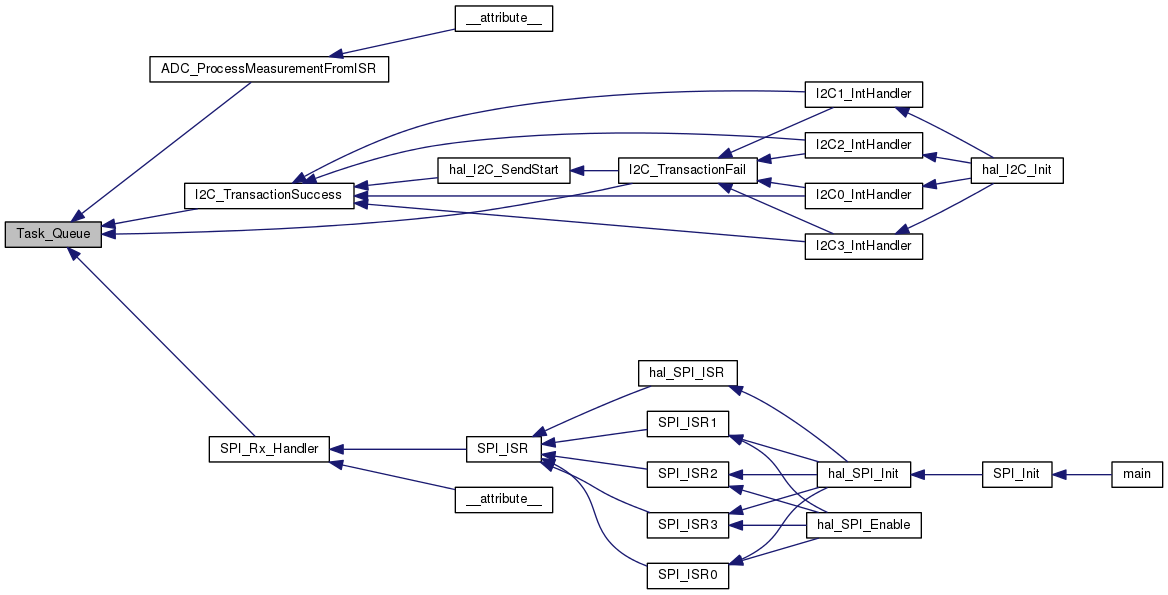 __attribute__
ADC_ProcessMeasurementFromISR
I2C1_IntHandler
I2C2_IntHandler
hal_I2C_SendStart
I2C_TransactionFail
hal_I2C_Init
I2C_TransactionSuccess
I2C0_IntHandler
Task_Queue
I2C3_IntHandler
hal_SPI_ISR
SPI_ISR1
SPI_Rx_Handler
SPI_ISR
SPI_ISR2
hal_SPI_Init
SPI_Init
main
__attribute__
SPI_ISR3
hal_SPI_Enable
SPI_ISR0